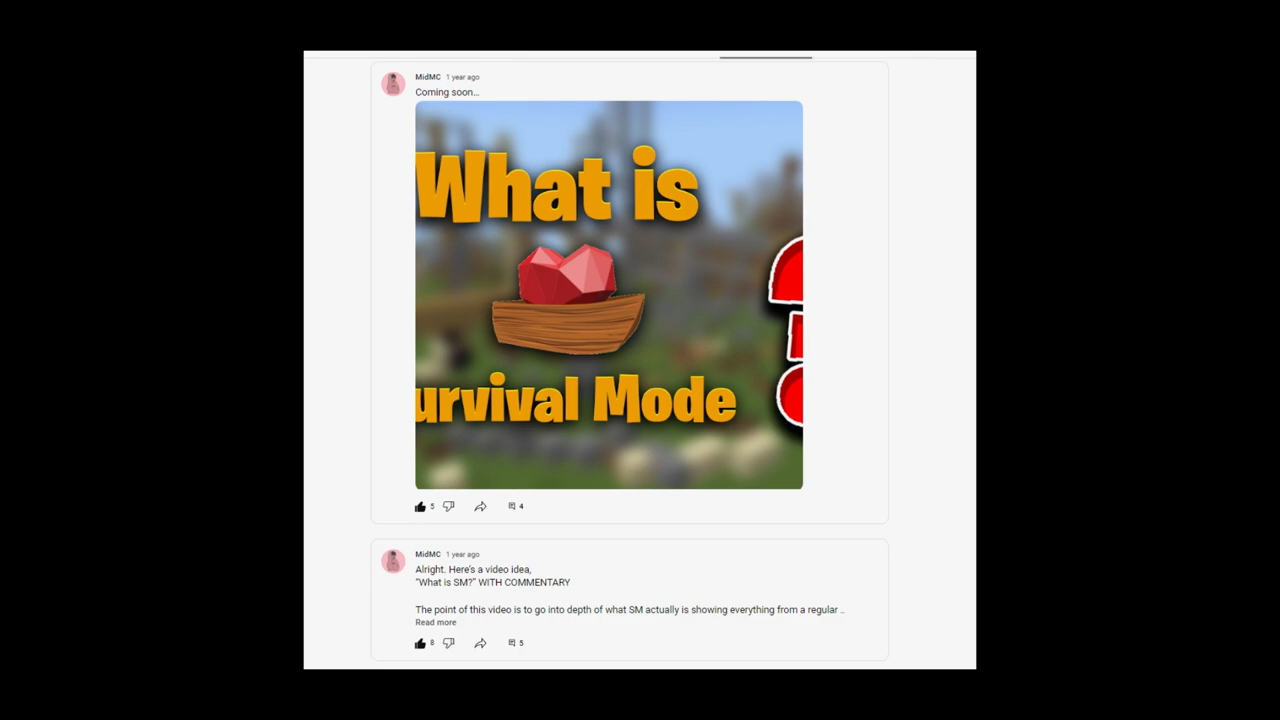 MidMC 1 year ago
Coming soon...
What is
urvival Mode
?
5 4
MidMC 1 year ago
Alright. Here's a video idea,
"What is SM?" WITH COMMENTARY
The point of this video is to go into depth of what SM actually is showing everything from a regular ..
Read more
8 5